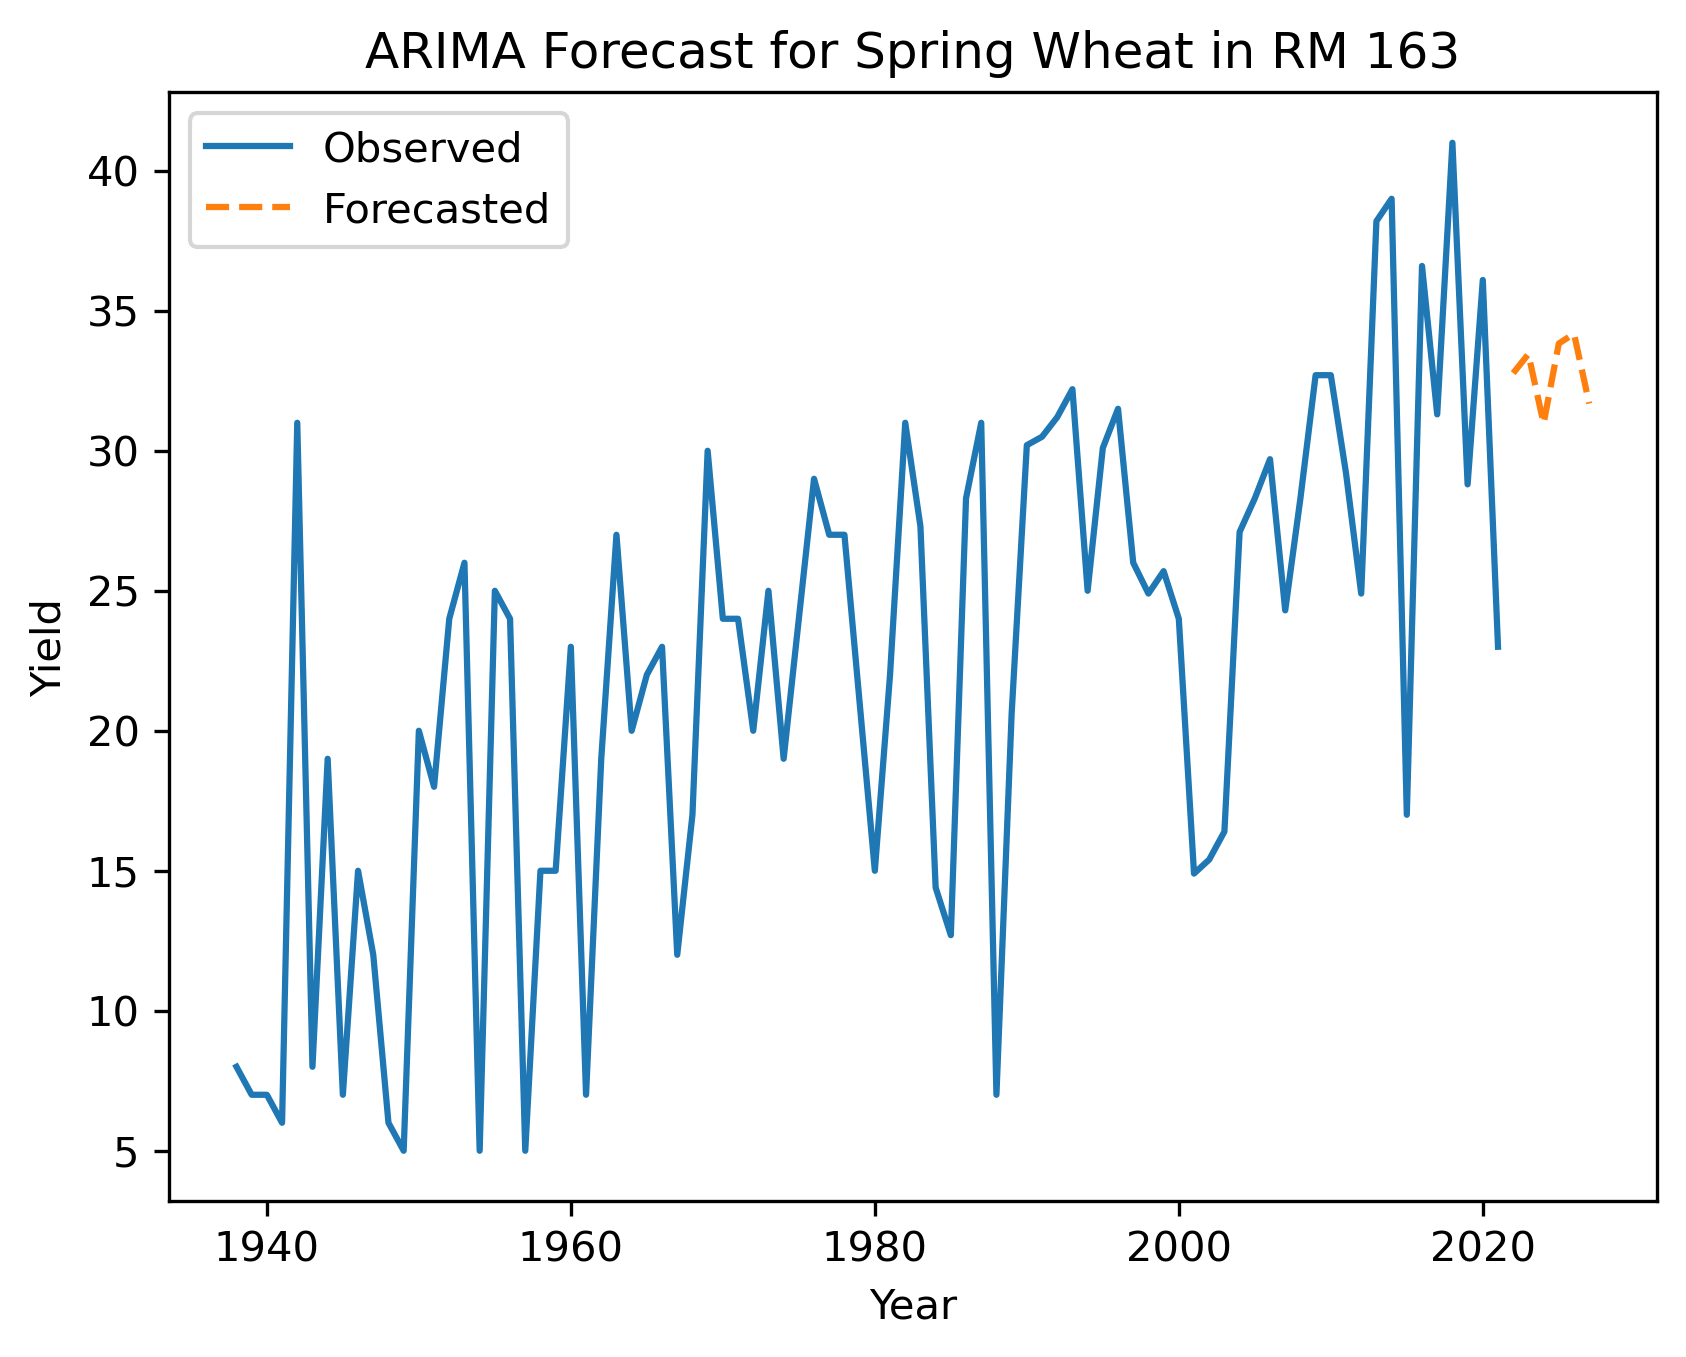 ARIMA Forecast for Spring Wheat in RM 163
Observed
Forecasted
40
35
30
25
20
15
10
5
Yield
1940 1960 1980 2000 2020
Year